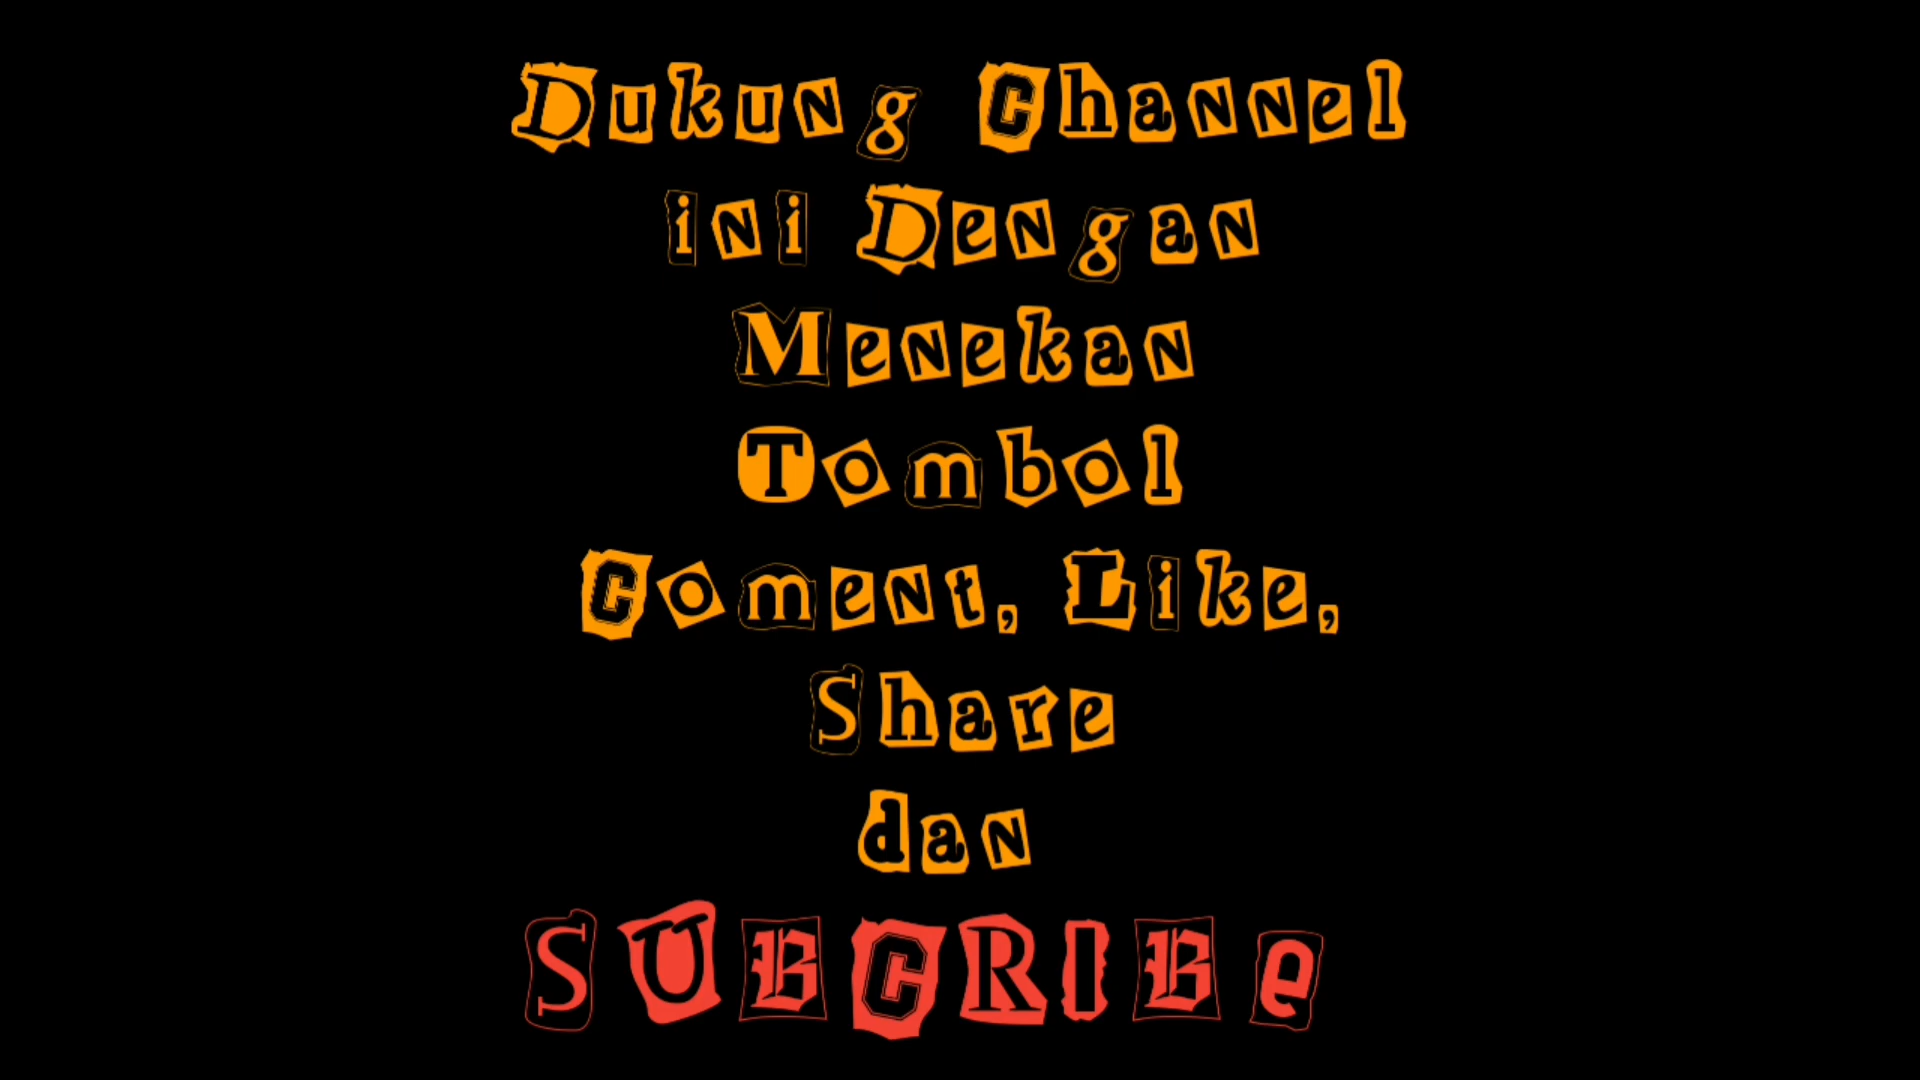 Dukung Channel
ini Dengan
Menekan
Tombol
Coment, Like,
Share
dan
SUBCRIBE